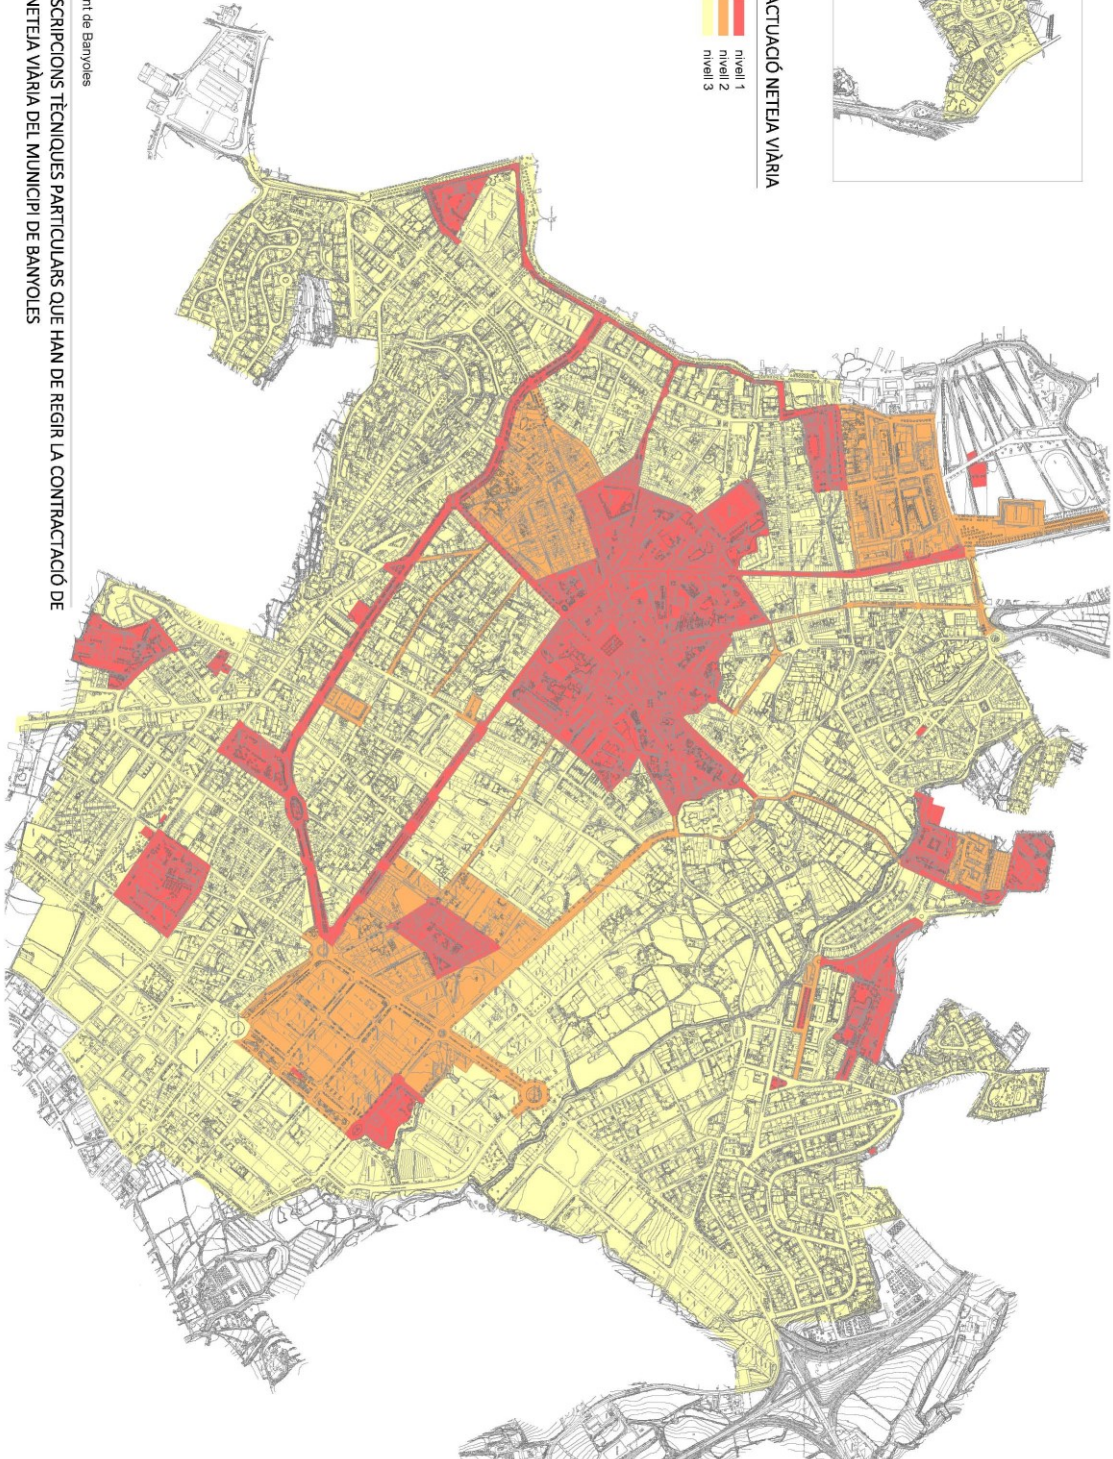 ACTUACIÓ NETEJA VIÀRIA
nivell 1
nivell 2
nivell 3
nt de Banyoles
SCRIPCIONS TÈCNIQUES PARTICULARS QUE HAN DE REGIR LA CONTRACTACIÓ DE
NETEJA VIÀRIA DEL MUNICIPI DE BANYOLES